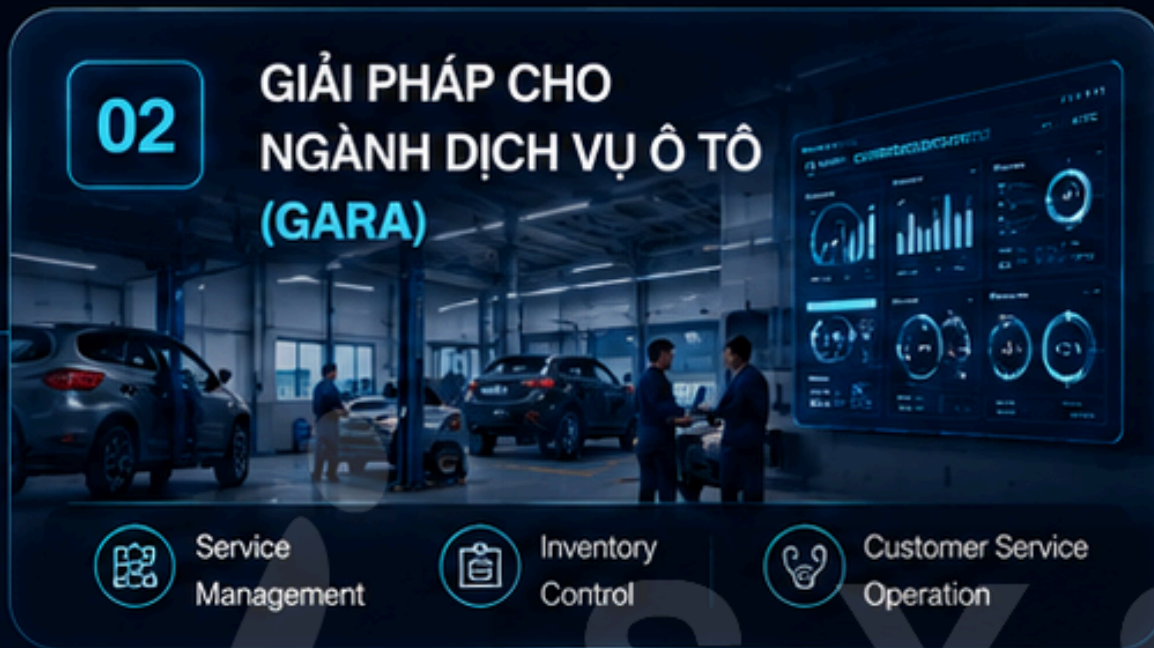 02
GIẢI PHÁP CHO
NGÀNH DỊCH VỤ Ô TÔ
(GARA)
Service
Management
Inventory
Control
Customer Service
Operation